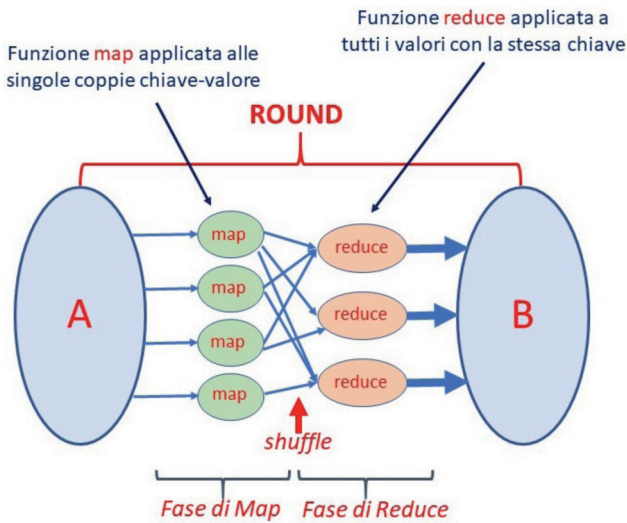 Funzione map applicata alle
singole coppie chiave-valore
Funzione reduce applicata a
tutti i valori con la stessa chiave
ROUND
A
map
map
map
map
reduce
reduce
reduce
B
shuffle
Fase di Map
Fase di Reduce